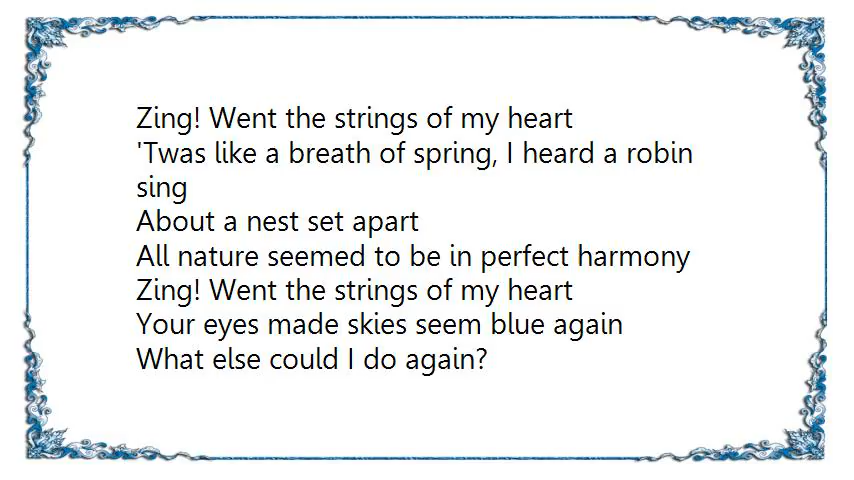 Zing! Went the strings of my heart
'Twas like a breath of spring, I heard a robin
sing
About a nest set apart
All nature seemed to be in perfect harmony
Zing! Went the strings of my heart
Your eyes made skies seem blue again
What else could I do again?